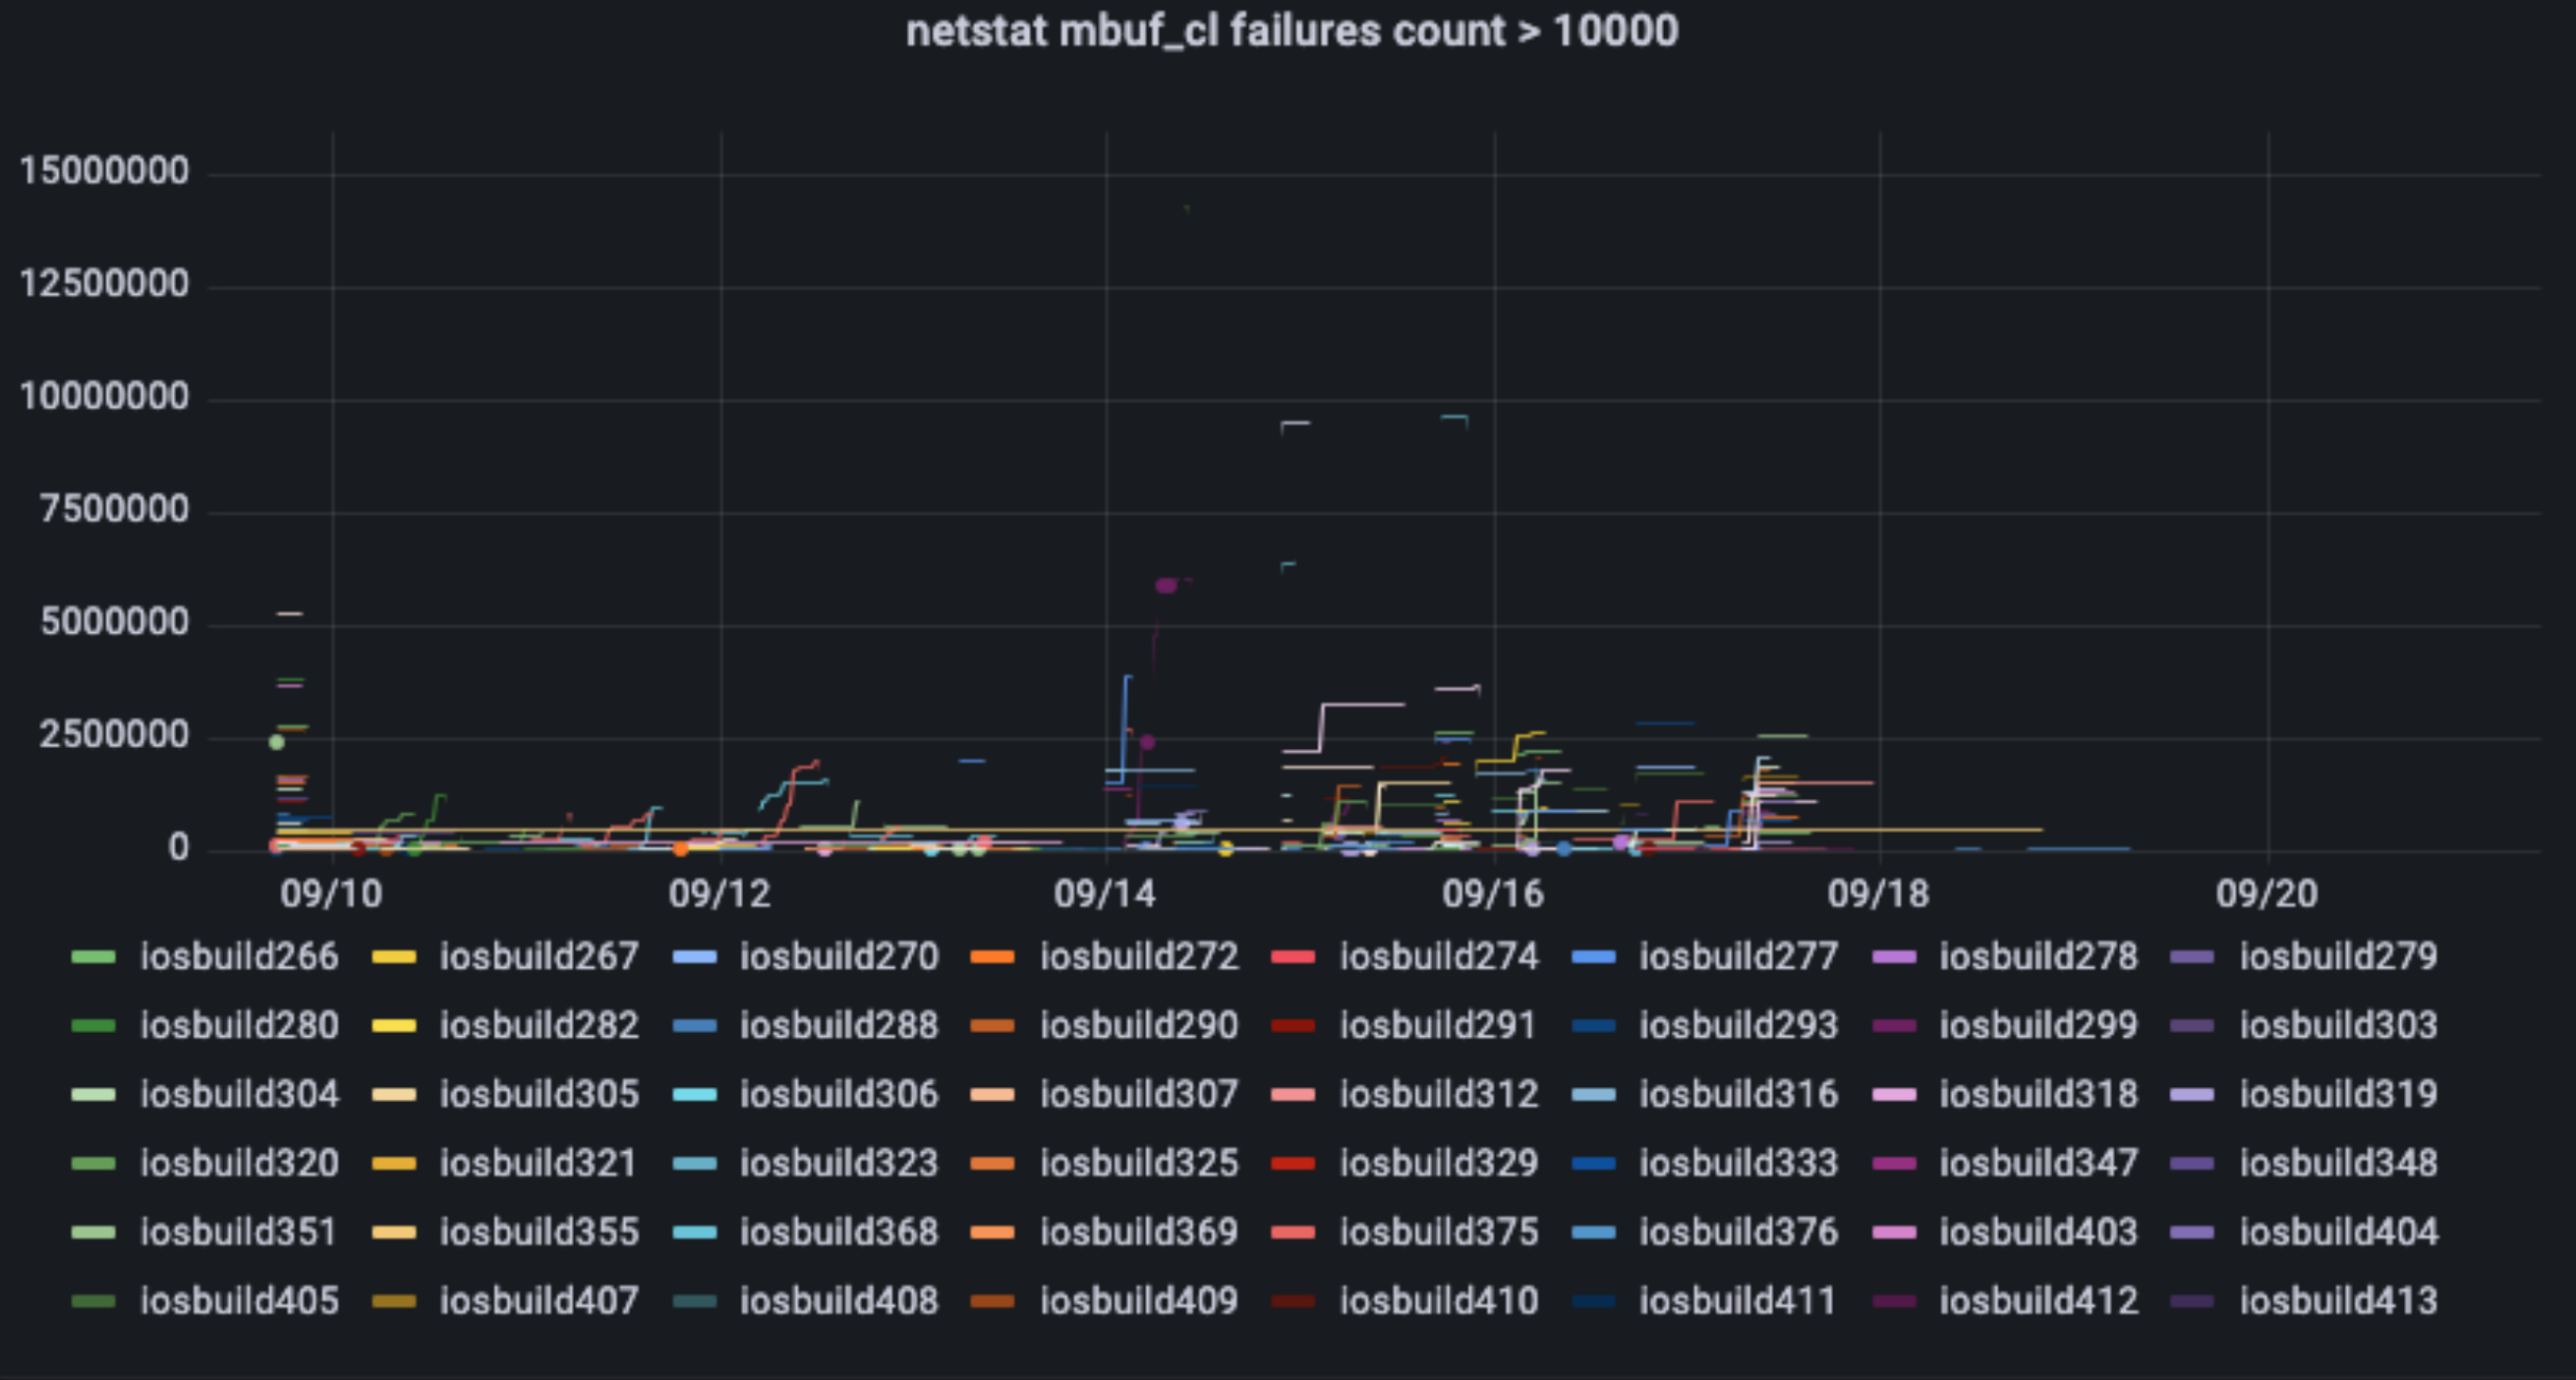 netstat mbuf_cl failures count > 10000
15000000
12500000
10000000
7500000
5000000
2500000
0
09/10 09/12 09/14 09/16 09/18 09/20
iosbuild266 iosbuild267 iosbuild270 iosbuild272 iosbuild274 iosbuild277 iosbuild278 iosbuild279
iosbuild280 iosbuild282 iosbuild288 iosbuild290 iosbuild291 iosbuild293 iosbuild299 iosbuild303
iosbuild304 iosbuild305 iosbuild306 iosbuild307 iosbuild312 iosbuild316 iosbuild318 iosbuild319
iosbuild320 iosbuild321 iosbuild323 iosbuild325 iosbuild329 iosbuild333 iosbuild347 iosbuild348
iosbuild351 iosbuild355 iosbuild368 iosbuild369 iosbuild375 iosbuild376 iosbuild403 iosbuild404
iosbuild405 iosbuild407 iosbuild408 iosbuild409 iosbuild410 iosbuild411 iosbuild412 iosbuild413